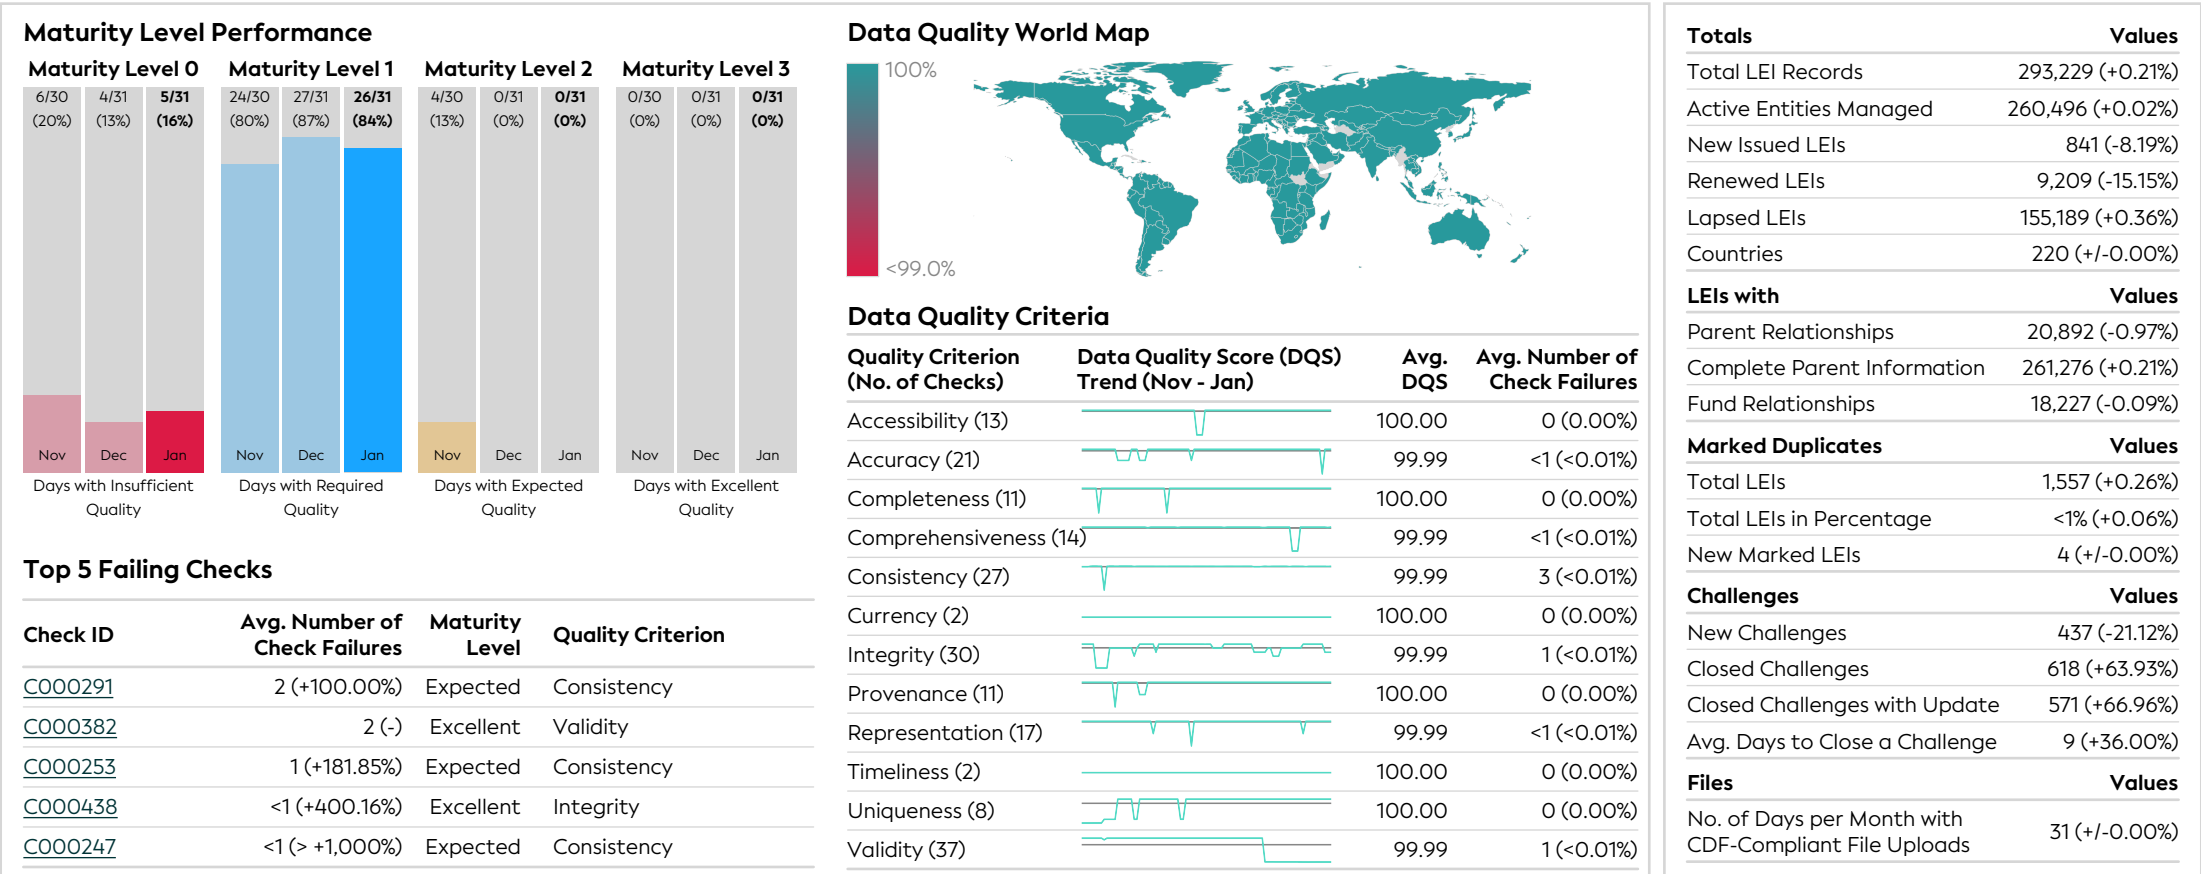 Maturity Level Performance
Maturity Level 0
Maturity Level 1
Maturity Level 2
Maturity Level 3
6/30 4/31 5/31
(20%) (13%) (16%)
24/30 27/31 26/31
(80%) (87%) (84%)
4/30 0/31 0/31
(13%) (0%) (0%)
0/30 0/31 0/31
(0%) (0%) (0%)
Nov Dec Jan
Nov Dec Jan
Nov Dec Jan
Nov Dec Jan
Days with Insufficient
Quality
Days with Required
Quality
Days with Expected
Quality
Days with Excellent
Quality
Top 5 Failing Checks
Check ID
Avg. Number of
Check Failures
Maturity
Level
Quality Criterion
C000291 2 (+100.00%) Expected Consistency
C000382 2 (-) Excellent Validity
C000253 1 (+181.85%) Expected Consistency
C000438 <1 (+400.16%) Excellent Integrity
C000247 <1 (> +1,000%) Expected Consistency
Data Quality World Map
100%
<99.0%
Data Quality Criteria
Quality Criterion
(No. of Checks)
Data Quality Score (DQS)
Trend (Nov - Jan)
Avg.
DQS
Avg. Number of
Check Failures
Accessibility (13) 100.00 0 (0.00%)
Accuracy (21) 99.99 <1 (<0.01%)
Completeness (11) 100.00 0 (0.00%)
Comprehensiveness (14) 99.99 <1 (<0.01%)
Consistency (27) 99.99 3 (<0.01%)
Currency (2) 100.00 0 (0.00%)
Integrity (30) 99.99 1 (<0.01%)
Provenance (11) 100.00 0 (0.00%)
Representation (17) 99.99 <1 (<0.01%)
Timeliness (2) 100.00 0 (0.00%)
Uniqueness (8) 100.00 0 (0.00%)
Validity (37) 99.99 1 (<0.01%)
Totals Values
Total LEI Records 293,229 (+0.21%)
Active Entities Managed 260,496 (+0.02%)
New Issued LEIs 841 (-8.19%)
Renewed LEIs 9,209 (-15.15%)
Lapsed LEIs 155,189 (+0.36%)
Countries 220 (+/-0.00%)
LEIs with Values
Parent Relationships 20,892 (-0.97%)
Complete Parent Information 261,276 (+0.21%)
Fund Relationships 18,227 (-0.09%)
Marked Duplicates Values
Total LEIs 1,557 (+0.26%)
Total LEIs in Percentage <1% (+0.06%)
New Marked LEIs 4 (+/-0.00%)
Challenges Values
New Challenges 437 (-21.12%)
Closed Challenges 618 (+63.93%)
Closed Challenges with Update 571 (+66.96%)
Avg. Days to Close a Challenge 9 (+36.00%)
Files Values
No. of Days per Month with
CDF-Compliant File Uploads
31 (+/-0.00%)